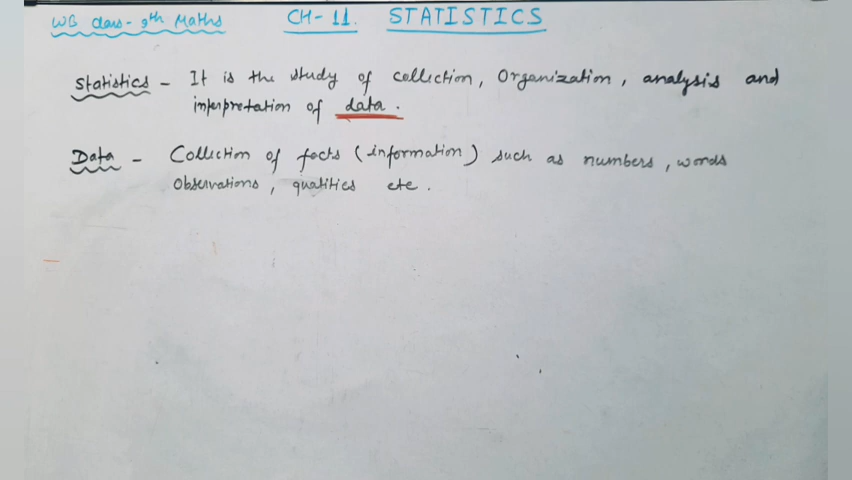 WB class - 9th Maths CH - 11. STATISTICS
Statistics - It is the study of collection, Organization, analysis and
interpretation of data.
Data - Collection of facts (information) such as numbers, words
Observations, qualities etc.